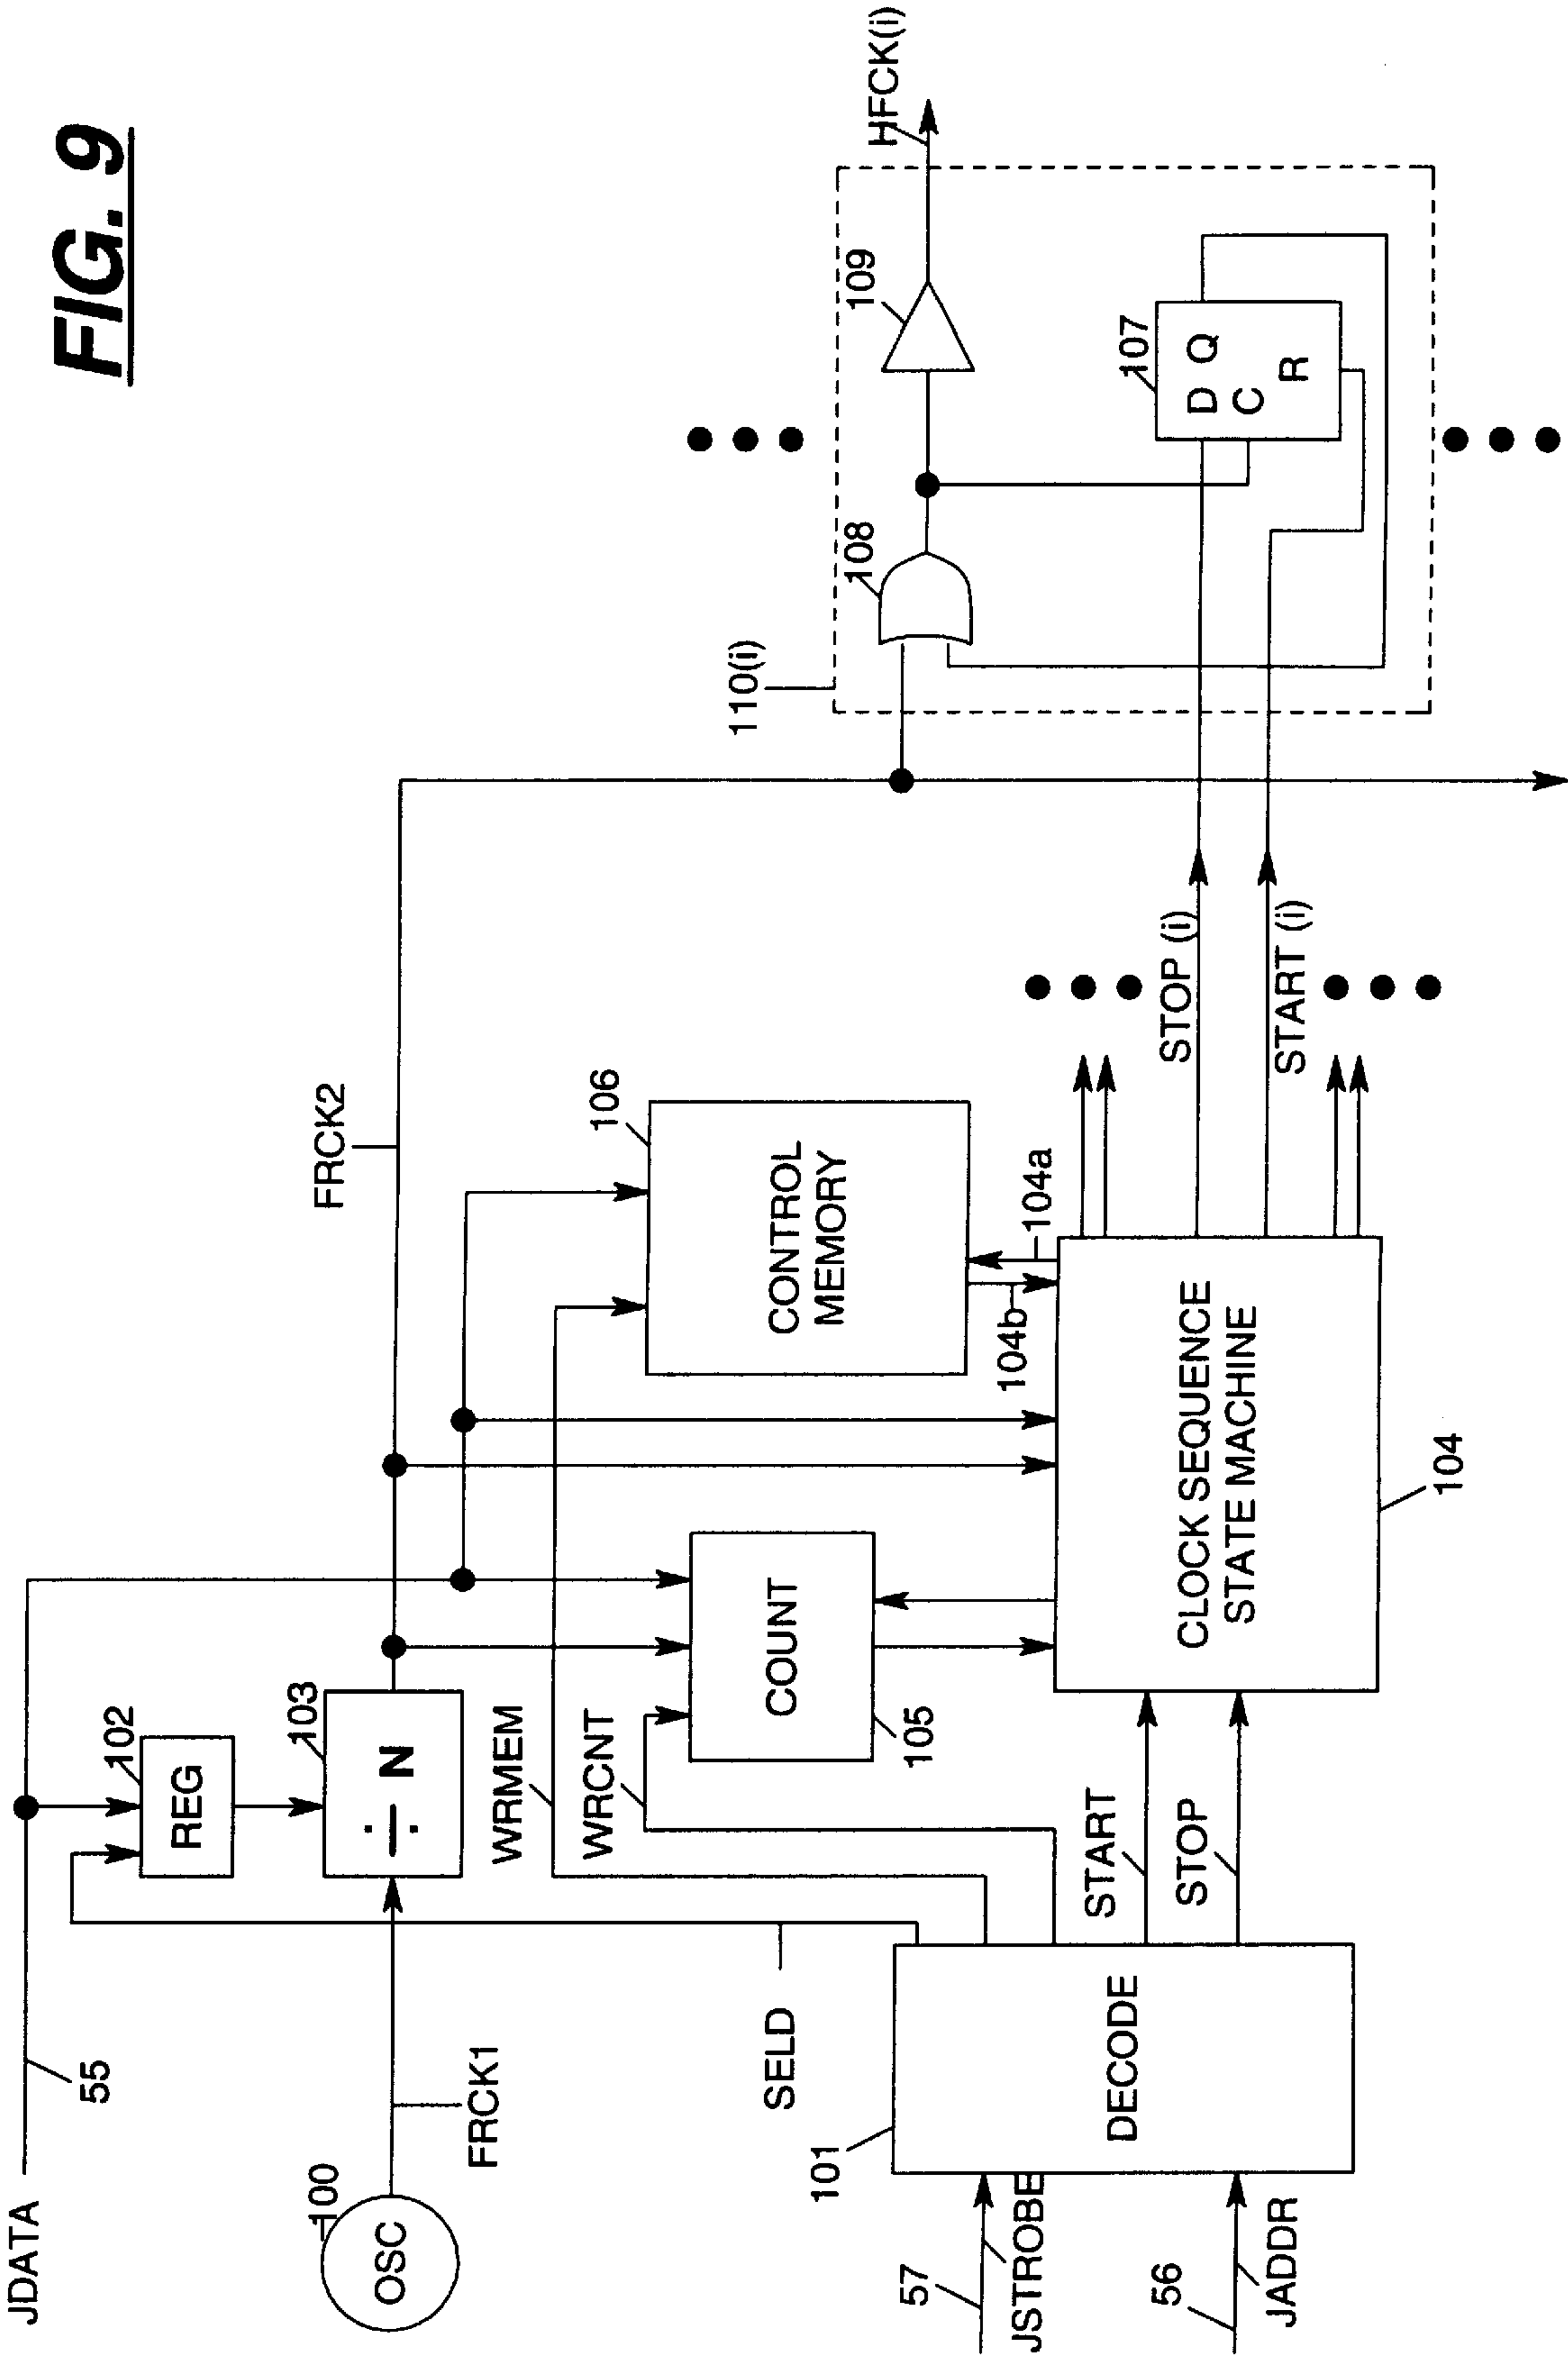 FIG. 9
JDATA
55
102
REG
100
OSC
FRCK1
103
÷ N
FRCK2
SELD
WRMEM
WRCNT
COUNT
105
106
CONTROL
MEMORY
104a
104b
101
DECODE
57
JSTROBE
56
JADDR
START
STOP
CLOCK SEQUENCE
STATE MACHINE
104
STOP (i)
START (i)
110(i)
108
109
HFCK(i)
107
D Q
C
R